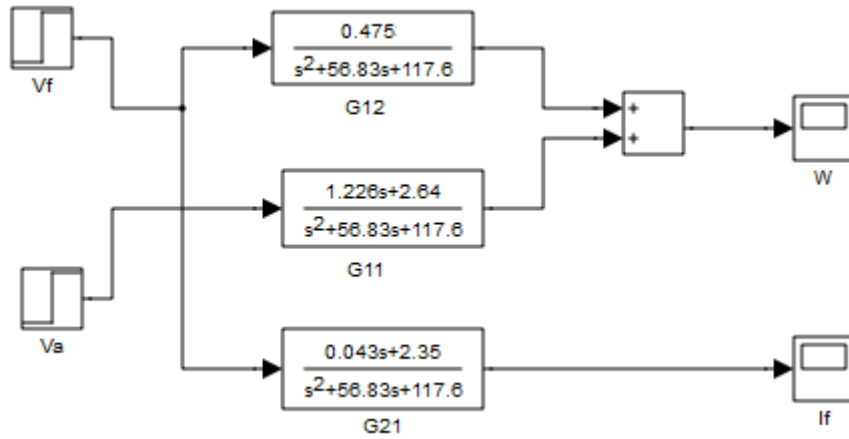 Vf
0.475
s²+56.83s+117.6
G12
+
+
W
1.226s+2.64
s²+56.83s+117.6
G11
Va
0.043s+2.35
s²+56.83s+117.6
G21
If